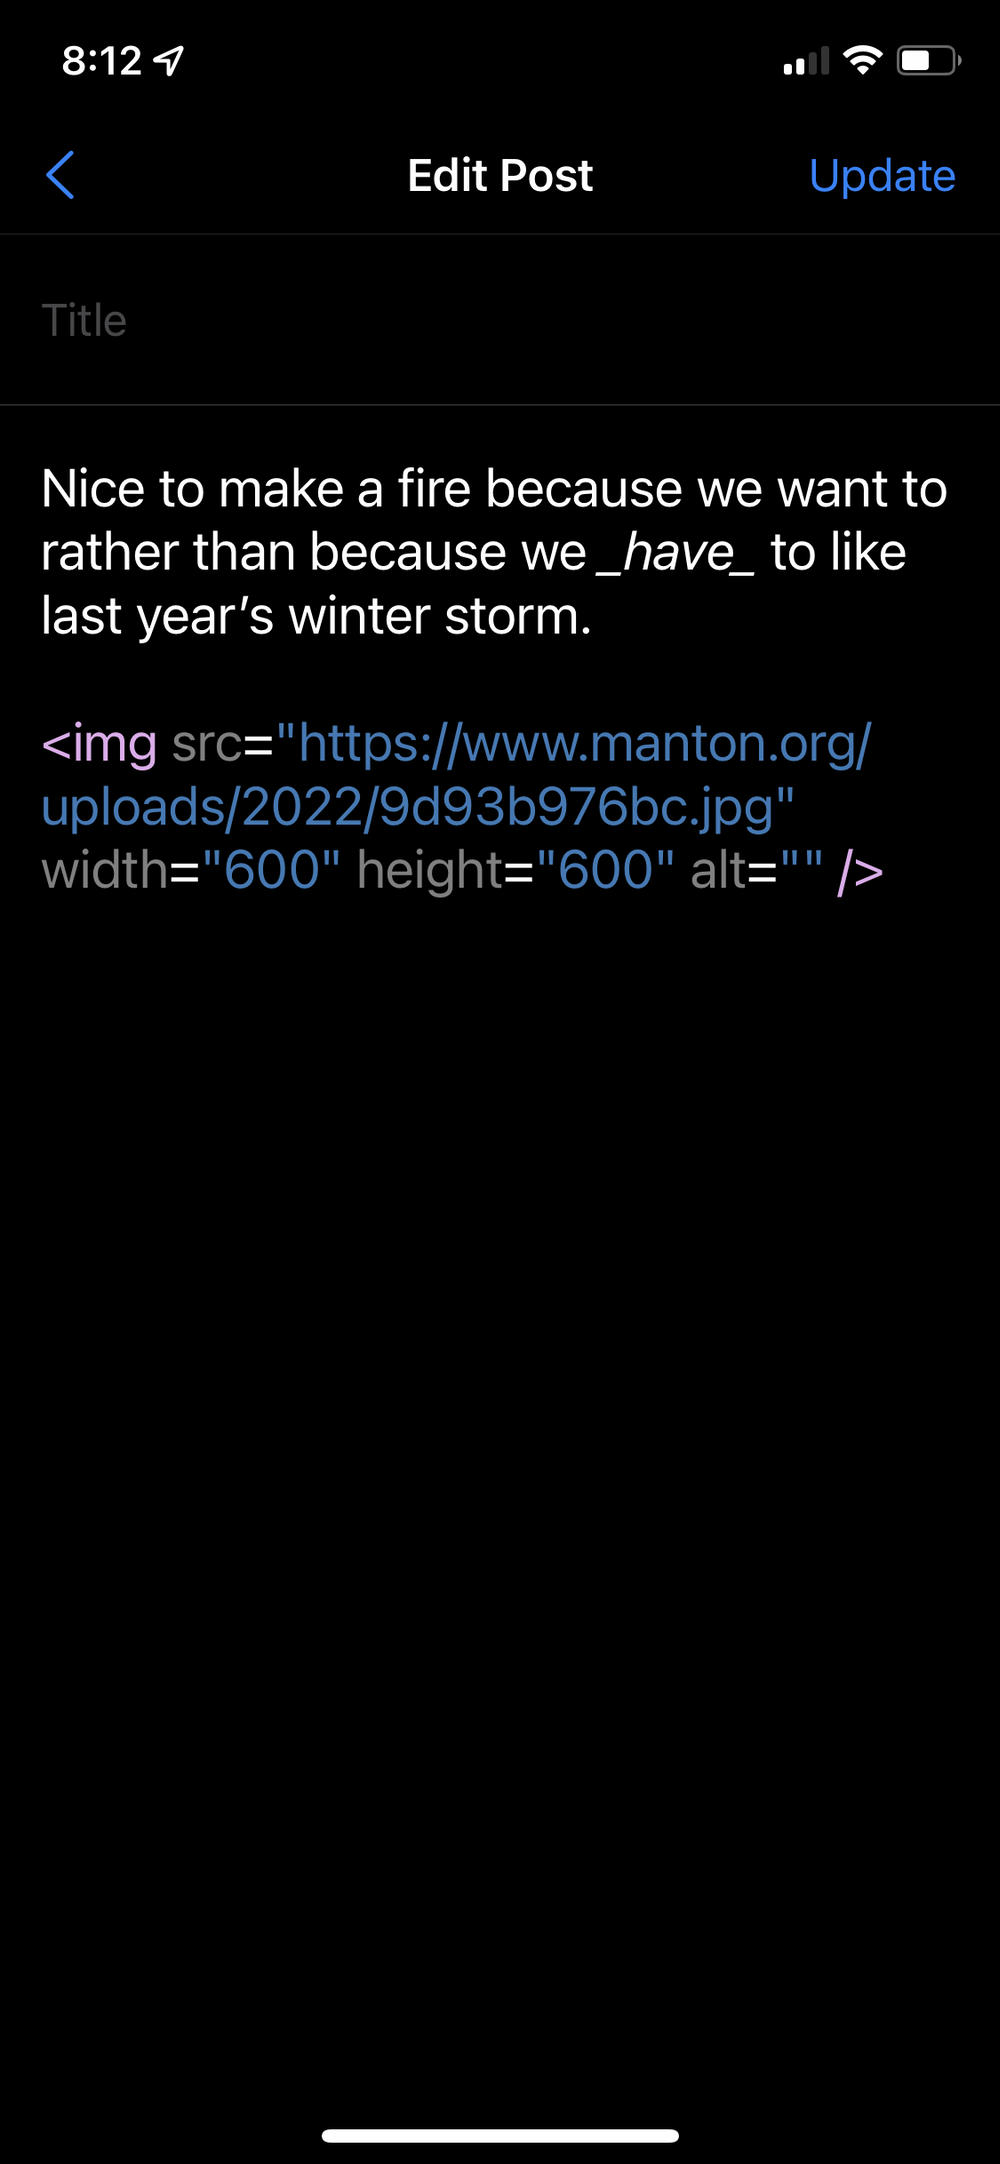 8:12
Edit Post
Update
Title
Nice to make a fire because we want to
rather than because we _have_ to like
last year’s winter storm.
<img src="https://www.manton.org/
uploads/2022/9d93b976bc.jpg"
width="600" height="600" alt="" />